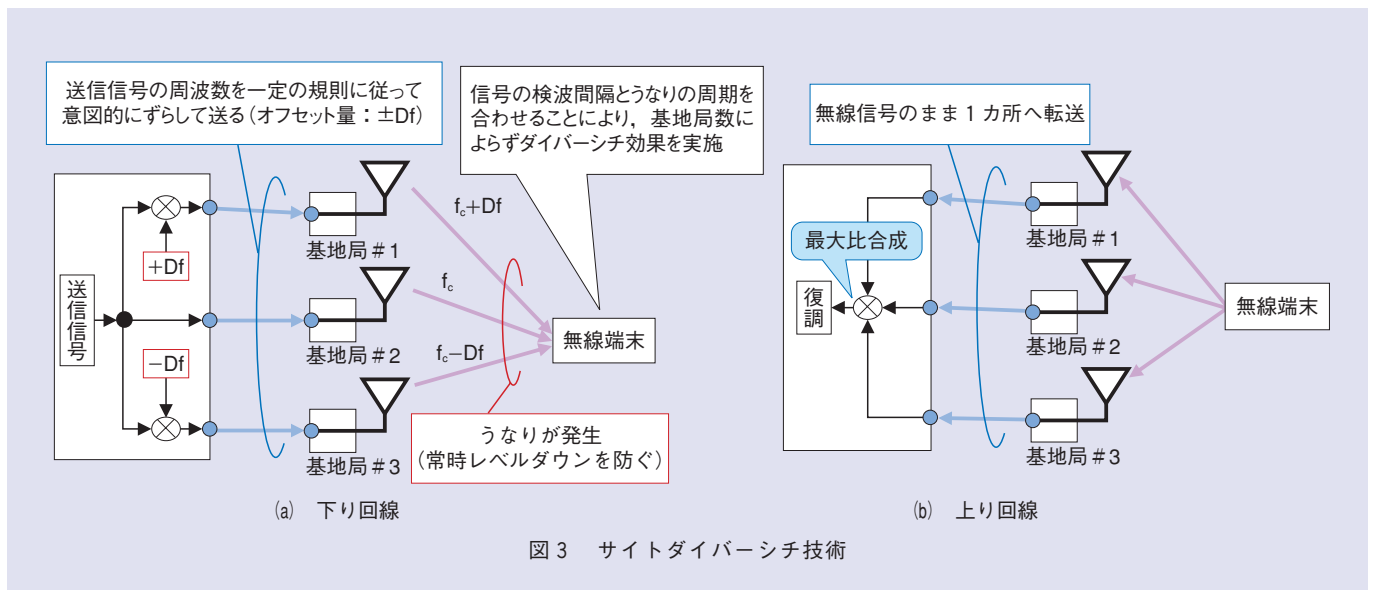 送信信号の周波数を一定の規則に従って
意図的にずらして送る(オフセット量：±Df)
信号の検波間隔とうなりの周期を
合わせることにより，基地局数に
よらずダイバーシチ効果を実施
送信信号
+Df
−Df
基地局＃1
基地局＃2
基地局＃3
fc+Df
fc
fc−Df
無線端末
うなりが発生
(常時レベルダウンを防ぐ)
(a) 下り回線
無線信号のまま１カ所へ転送
最大比合成
復調
基地局＃1
基地局＃2
基地局＃3
無線端末
(b) 上り回線
図３ サイトダイバーシチ技術